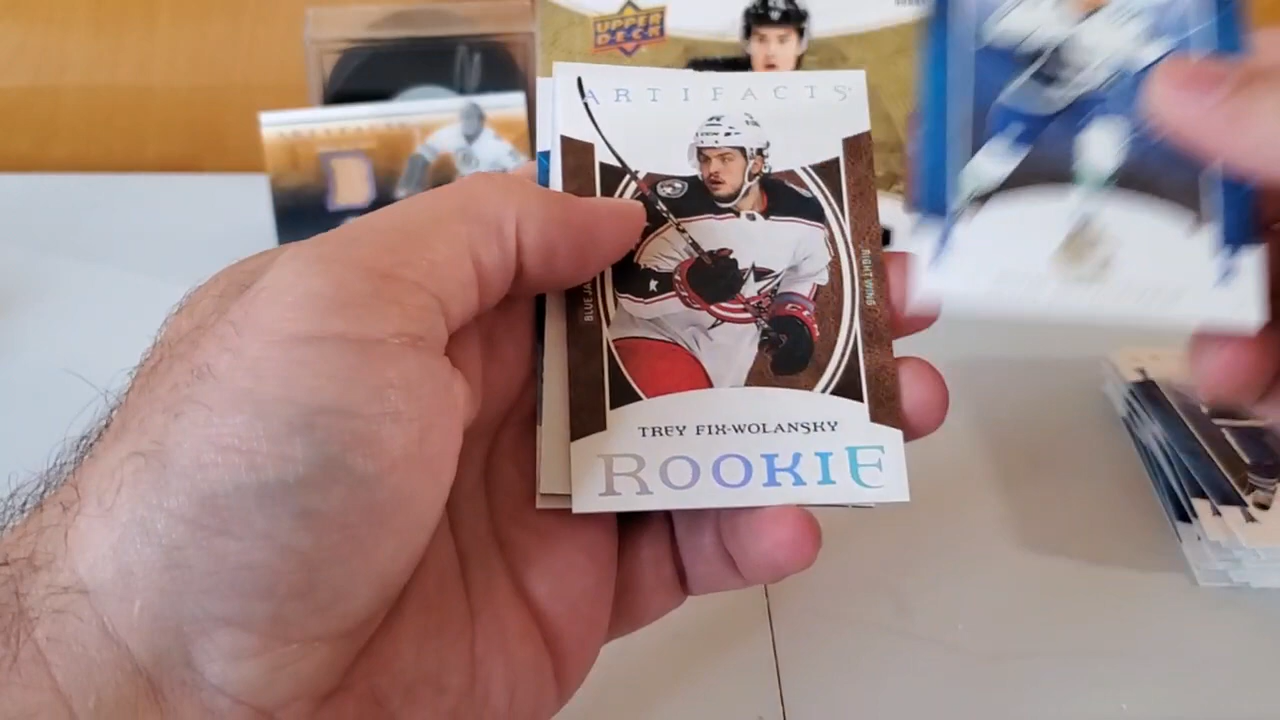 UPPER
DECK
ARTIFACTS
BLUE JA
RIGHT WING
TREY FIX-WOLANSKY
ROOKIE